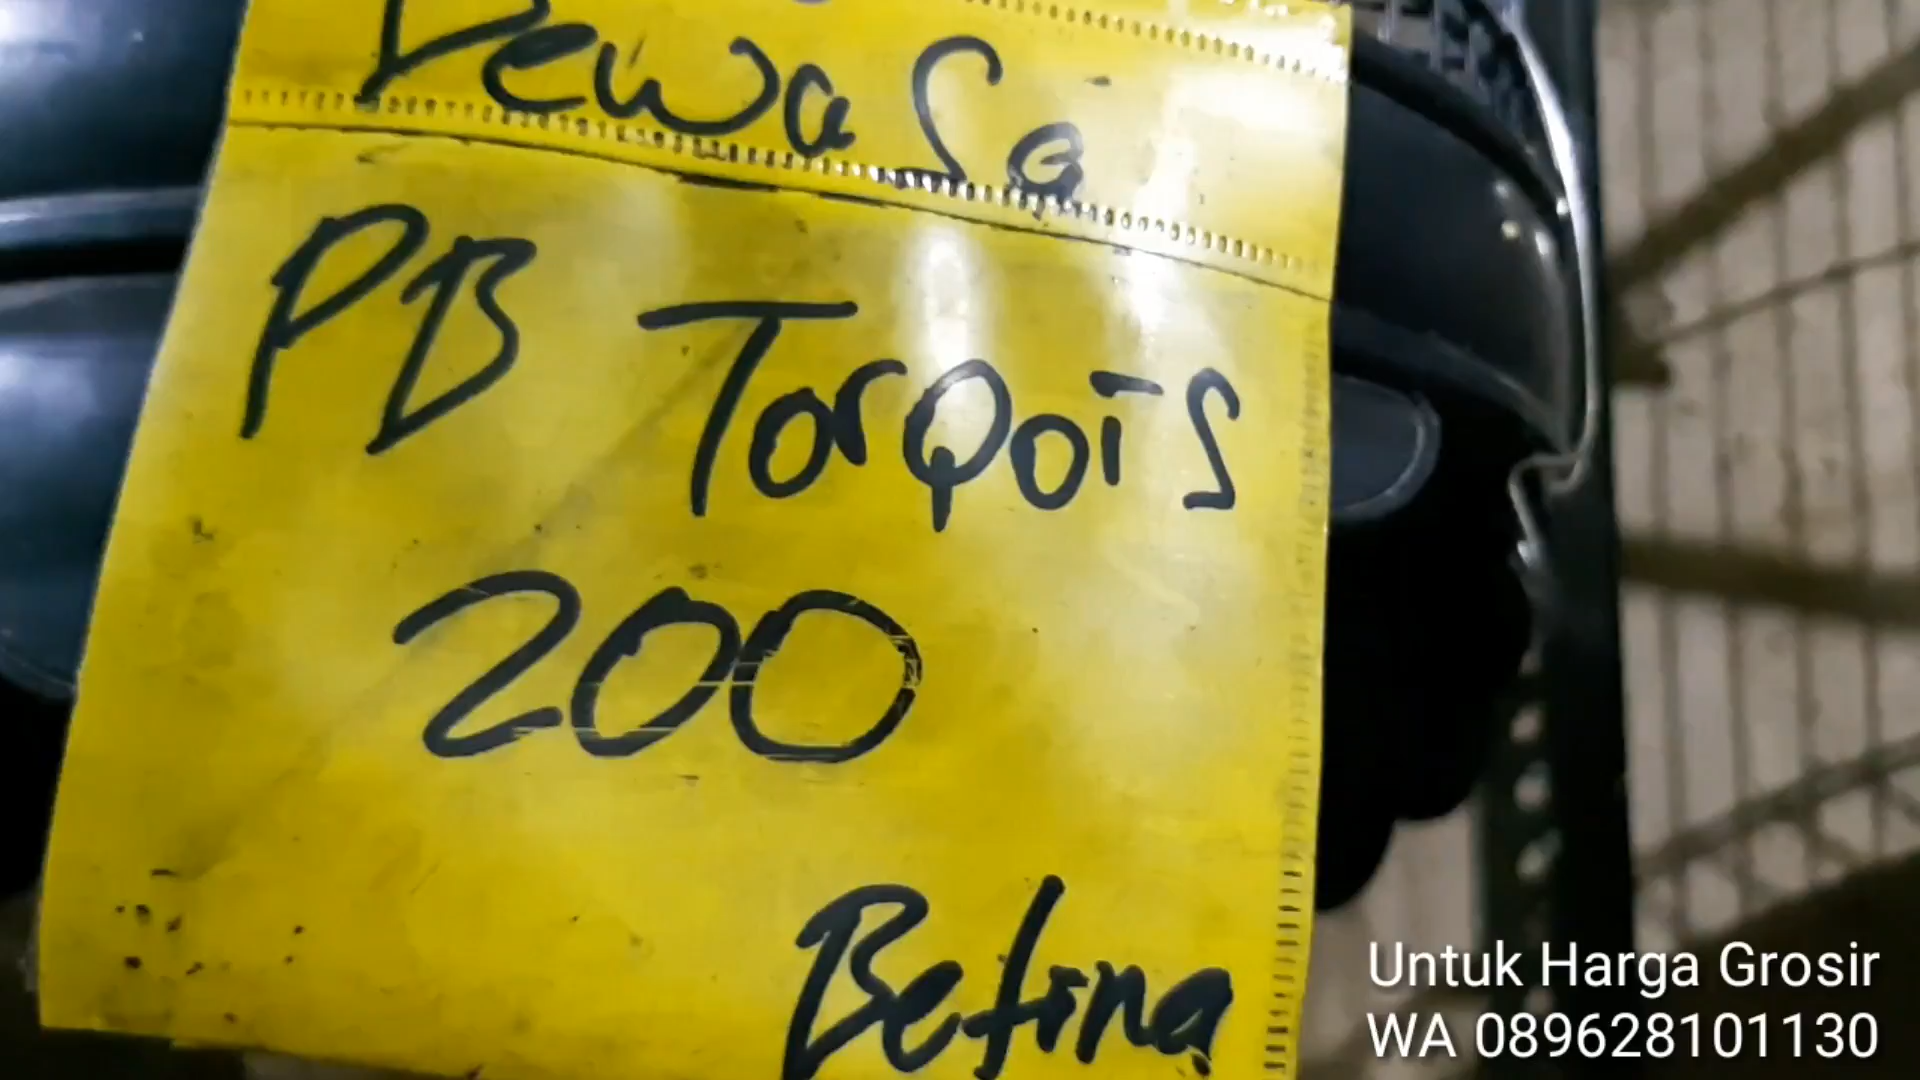 Dewasa
PB Torqois
200
Betina
Untuk Harga Grosir
WA 089628101130